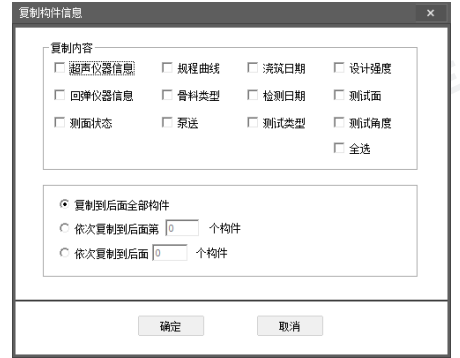 复制构件信息
复制内容
超声仪器信息 规程曲线 浇筑日期 设计强度
回弹仪器信息 骨料类型 检测日期 测试面
测面状态 泵送 测试类型 测试角度
全选
复制到后面全部构件
依次复制到后面第 0 个构件
依次复制到后面 0 个构件
确定 取消